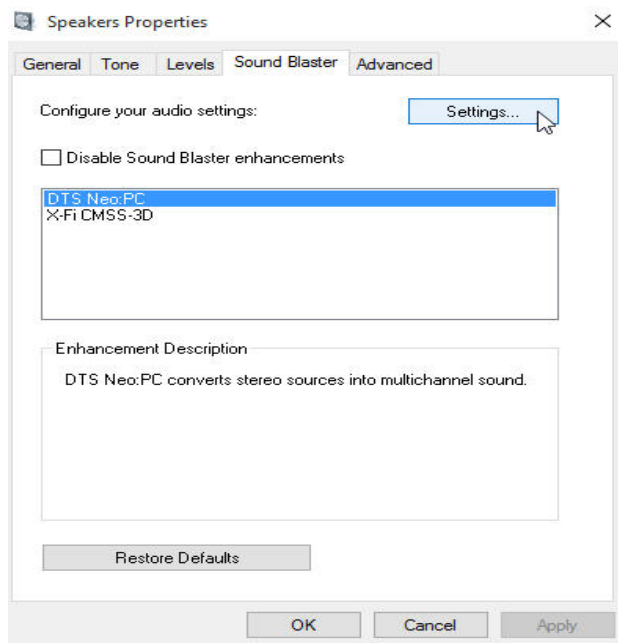 Speakers Properties
General Tone Levels Sound Blaster Advanced
Configure your audio settings: Settings...
Disable Sound Blaster enhancements
DTS Neo:PC
X-Fi CMSS-3D
Enhancement Description
DTS Neo:PC converts stereo sources into multichannel sound.
Restore Defaults
OK Cancel Apply